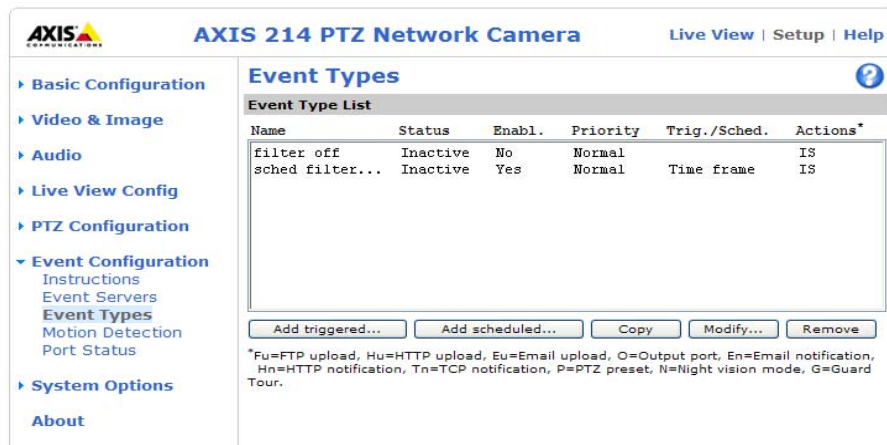 AXIS
COMMUNICATIONS
AXIS 214 PTZ Network Camera
Live View | Setup | Help
Basic Configuration
Video & Image
Audio
Live View Config
PTZ Configuration
Event Configuration
Instructions
Event Servers
Event Types
Motion Detection
Port Status
System Options
About
Event Types
?
Event Type List
Name Status Enabl. Priority Trig./Sched. Actions*
filter off Inactive No Normal IS
sched filter... Inactive Yes Normal Time frame IS
Add triggered... Add scheduled... Copy Modify... Remove
*Fu=FTP upload, Hu=HTTP upload, Eu=Email upload, O=Output port, En=Email notification,
Hn=HTTP notification, Tn=TCP notification, P=PTZ preset, N=Night vision mode, G=Guard
Tour.